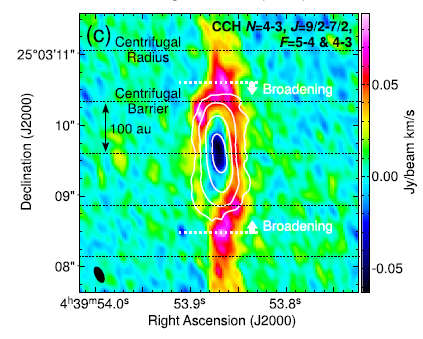 (c)
CCH N=4-3, J=9/2-7/2,
F=5-4 & 4-3
Centrifugal
Radius
Broadening
Centrifugal
Barrier
100 au
Broadening
25°03'11"
10"
09"
08"
Declination (J2000)
0.05
0.00
-0.05
Jy/beam km/s
4ʰ39ᵐ54.0ˢ
53.9ˢ
53.8ˢ
Right Ascension (J2000)